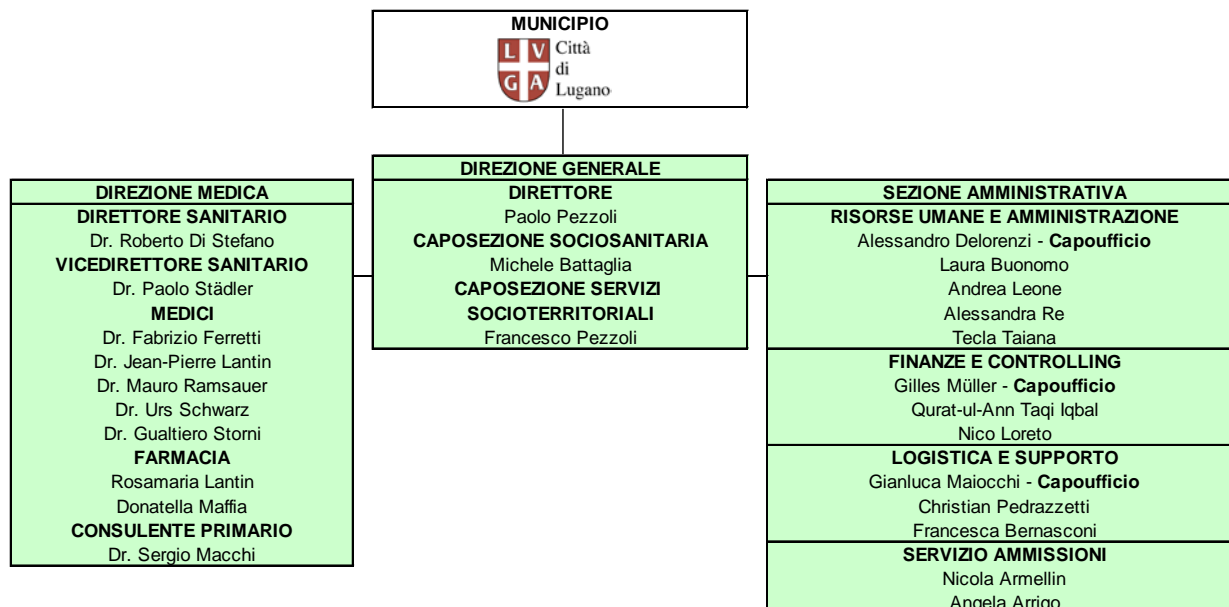 MUNICIPIO
L V
G A
Città
di
Lugano
DIREZIONE GENERALE
DIRETTORE
Paolo Pezzoli
CAPOSEZIONE SOCIOSANITARIA
Michele Battaglia
CAPOSEZIONE SERVIZI
SOCIOTERRITORIALI
Francesco Pezzoli
DIREZIONE MEDICA
DIRETTORE SANITARIO
Dr. Roberto Di Stefano
VICEDIRETTORE SANITARIO
Dr. Paolo Städler
MEDICI
Dr. Fabrizio Ferretti
Dr. Jean-Pierre Lantin
Dr. Mauro Ramsauer
Dr. Urs Schwarz
Dr. Gualtiero Storni
FARMACIA
Rosamaria Lantin
Donatella Maffia
CONSULENTE PRIMARIO
Dr. Sergio Macchi
SEZIONE AMMINISTRATIVA
RISORSE UMANE E AMMINISTRAZIONE
Alessandro Delorenzi - Capoufficio
Laura Buonomo
Andrea Leone
Alessandra Re
Tecla Taiana
FINANZE E CONTROLLING
Gilles Müller - Capoufficio
Qurat-ul-Ann Taqi Iqbal
Nico Loreto
LOGISTICA E SUPPORTO
Gianluca Maiocchi - Capoufficio
Christian Pedrazzetti
Francesca Bernasconi
SERVIZIO AMMISSIONI
Nicola Armellin
Angela Arrigo